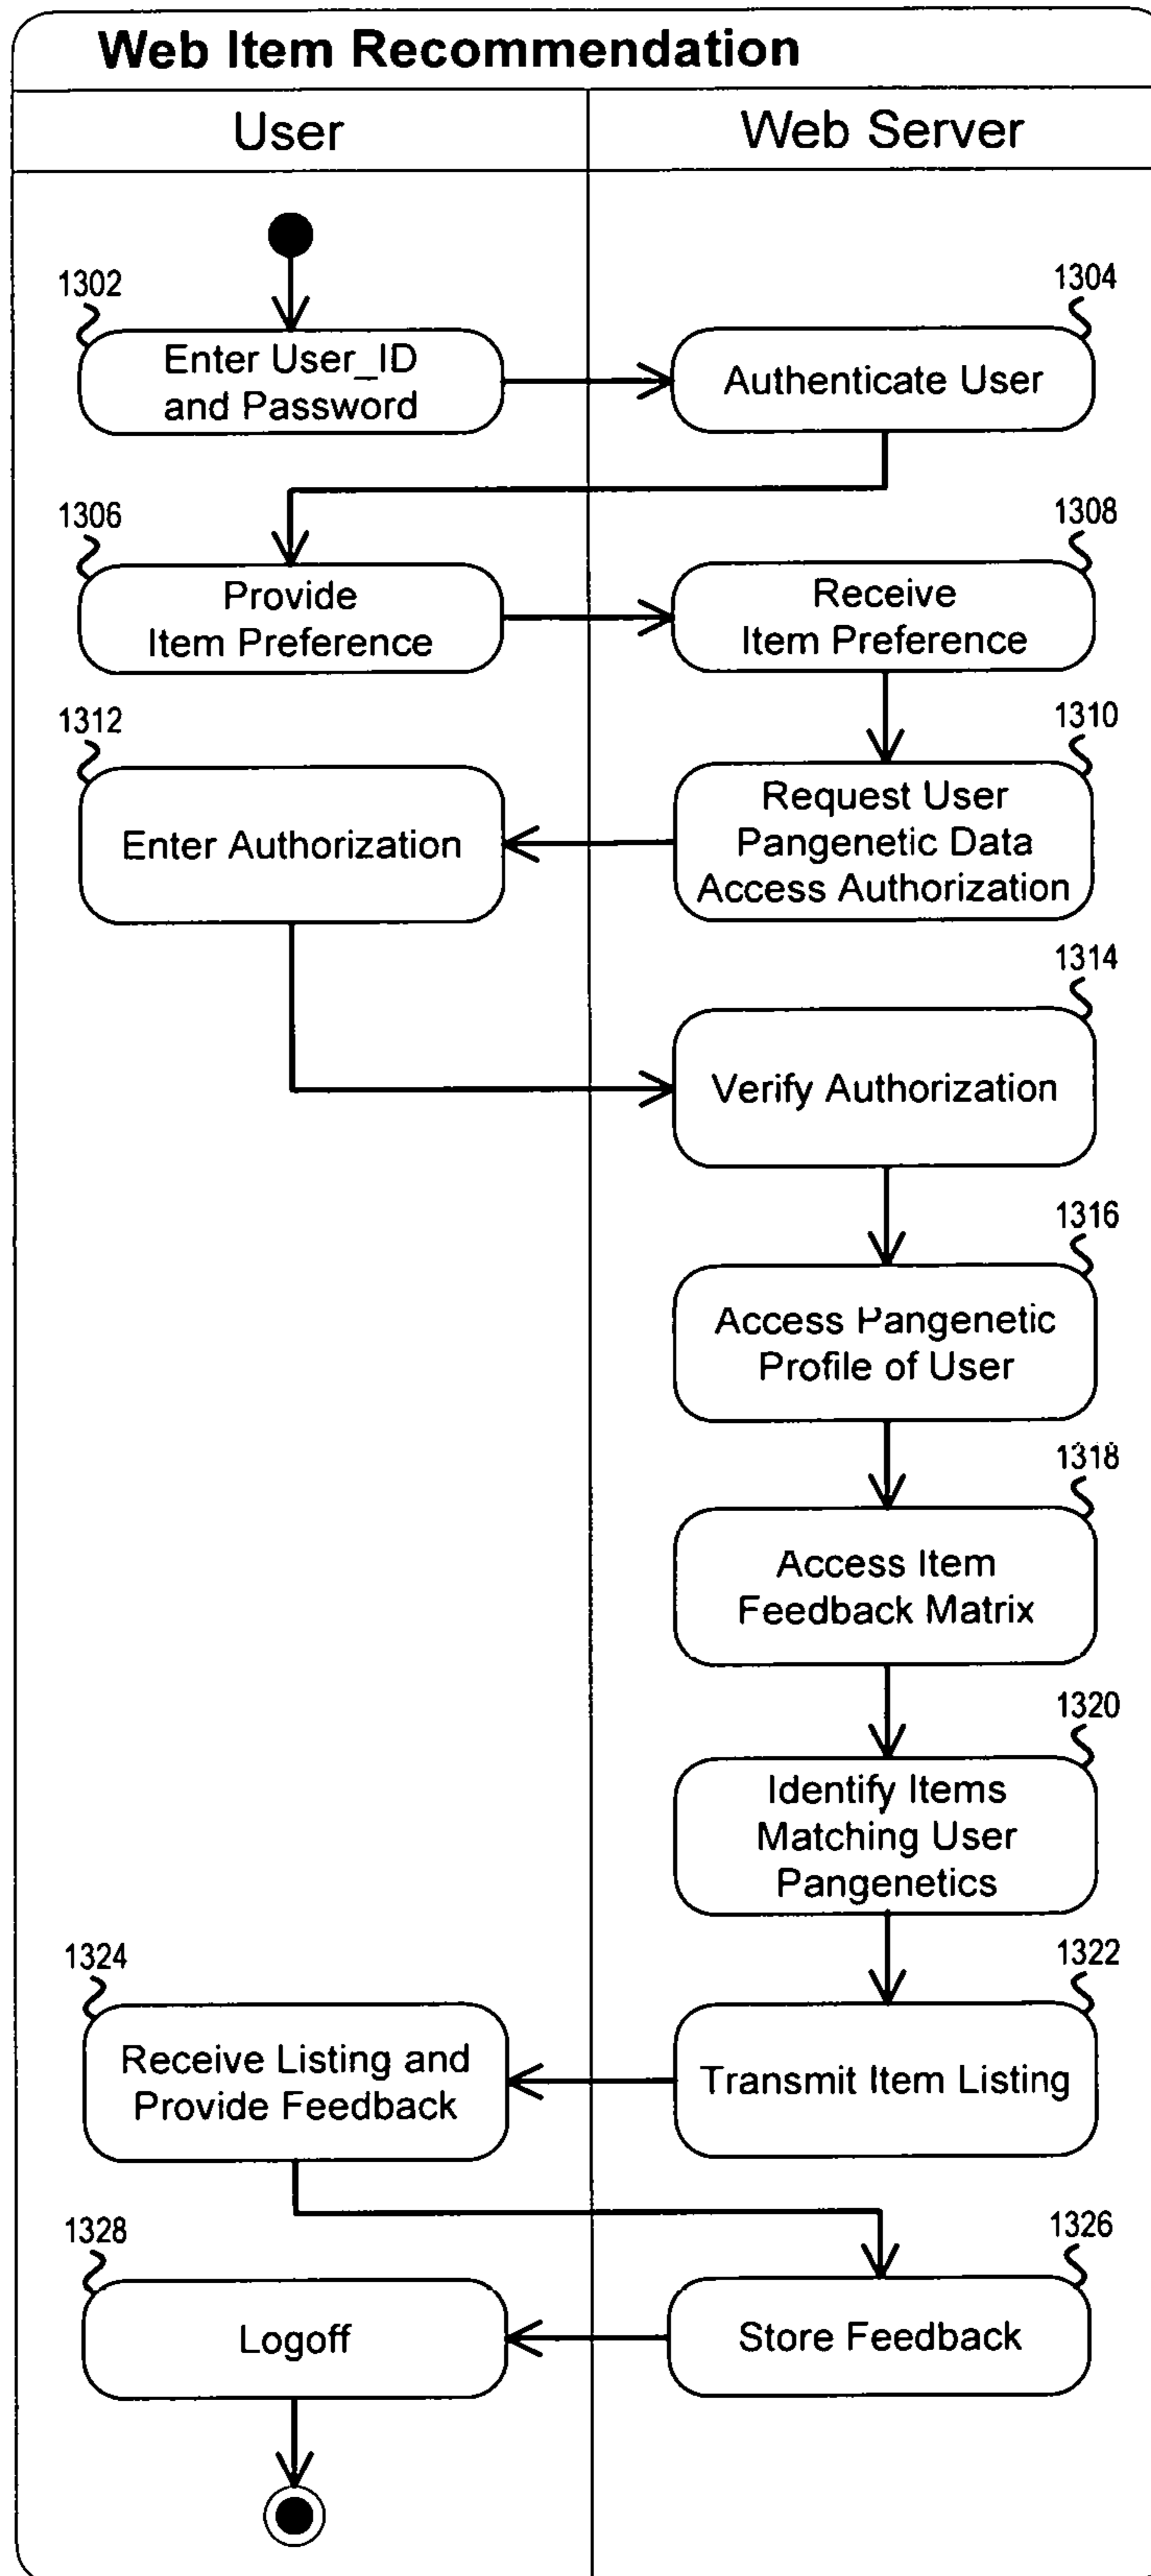 Web Item Recommendation
User
Web Server
1302
Enter User_ID
and Password
1304
Authenticate User
1306
Provide
Item Preference
1308
Receive
Item Preference
1310
Request User
Pangenetic Data
Access Authorization
1312
Enter Authorization
1314
Verify Authorization
1316
Access Pangenetic
Profile of User
1318
Access Item
Feedback Matrix
1320
Identify Items
Matching User
Pangenetics
1322
Transmit Item Listing
1324
Receive Listing and
Provide Feedback
1326
Store Feedback
1328
Logoff